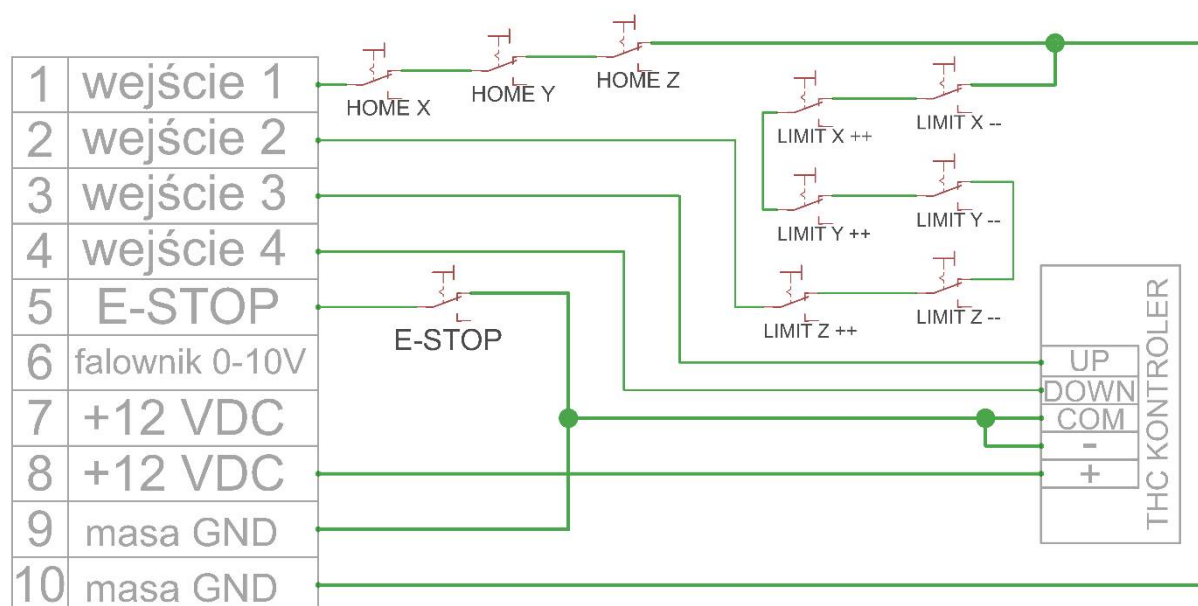 1 wejście 1
2 wejście 2
3 wejście 3
4 wejście 4
5 E-STOP
6 falownik 0-10V
7 +12 VDC
8 +12 VDC
9 masa GND
10 masa GND
HOME X
HOME Y
HOME Z
LIMIT X ++
LIMIT X --
LIMIT Y ++
LIMIT Y --
LIMIT Z ++
LIMIT Z --
E-STOP
UP
DOWN
COM
-
+
THC KONTROLER